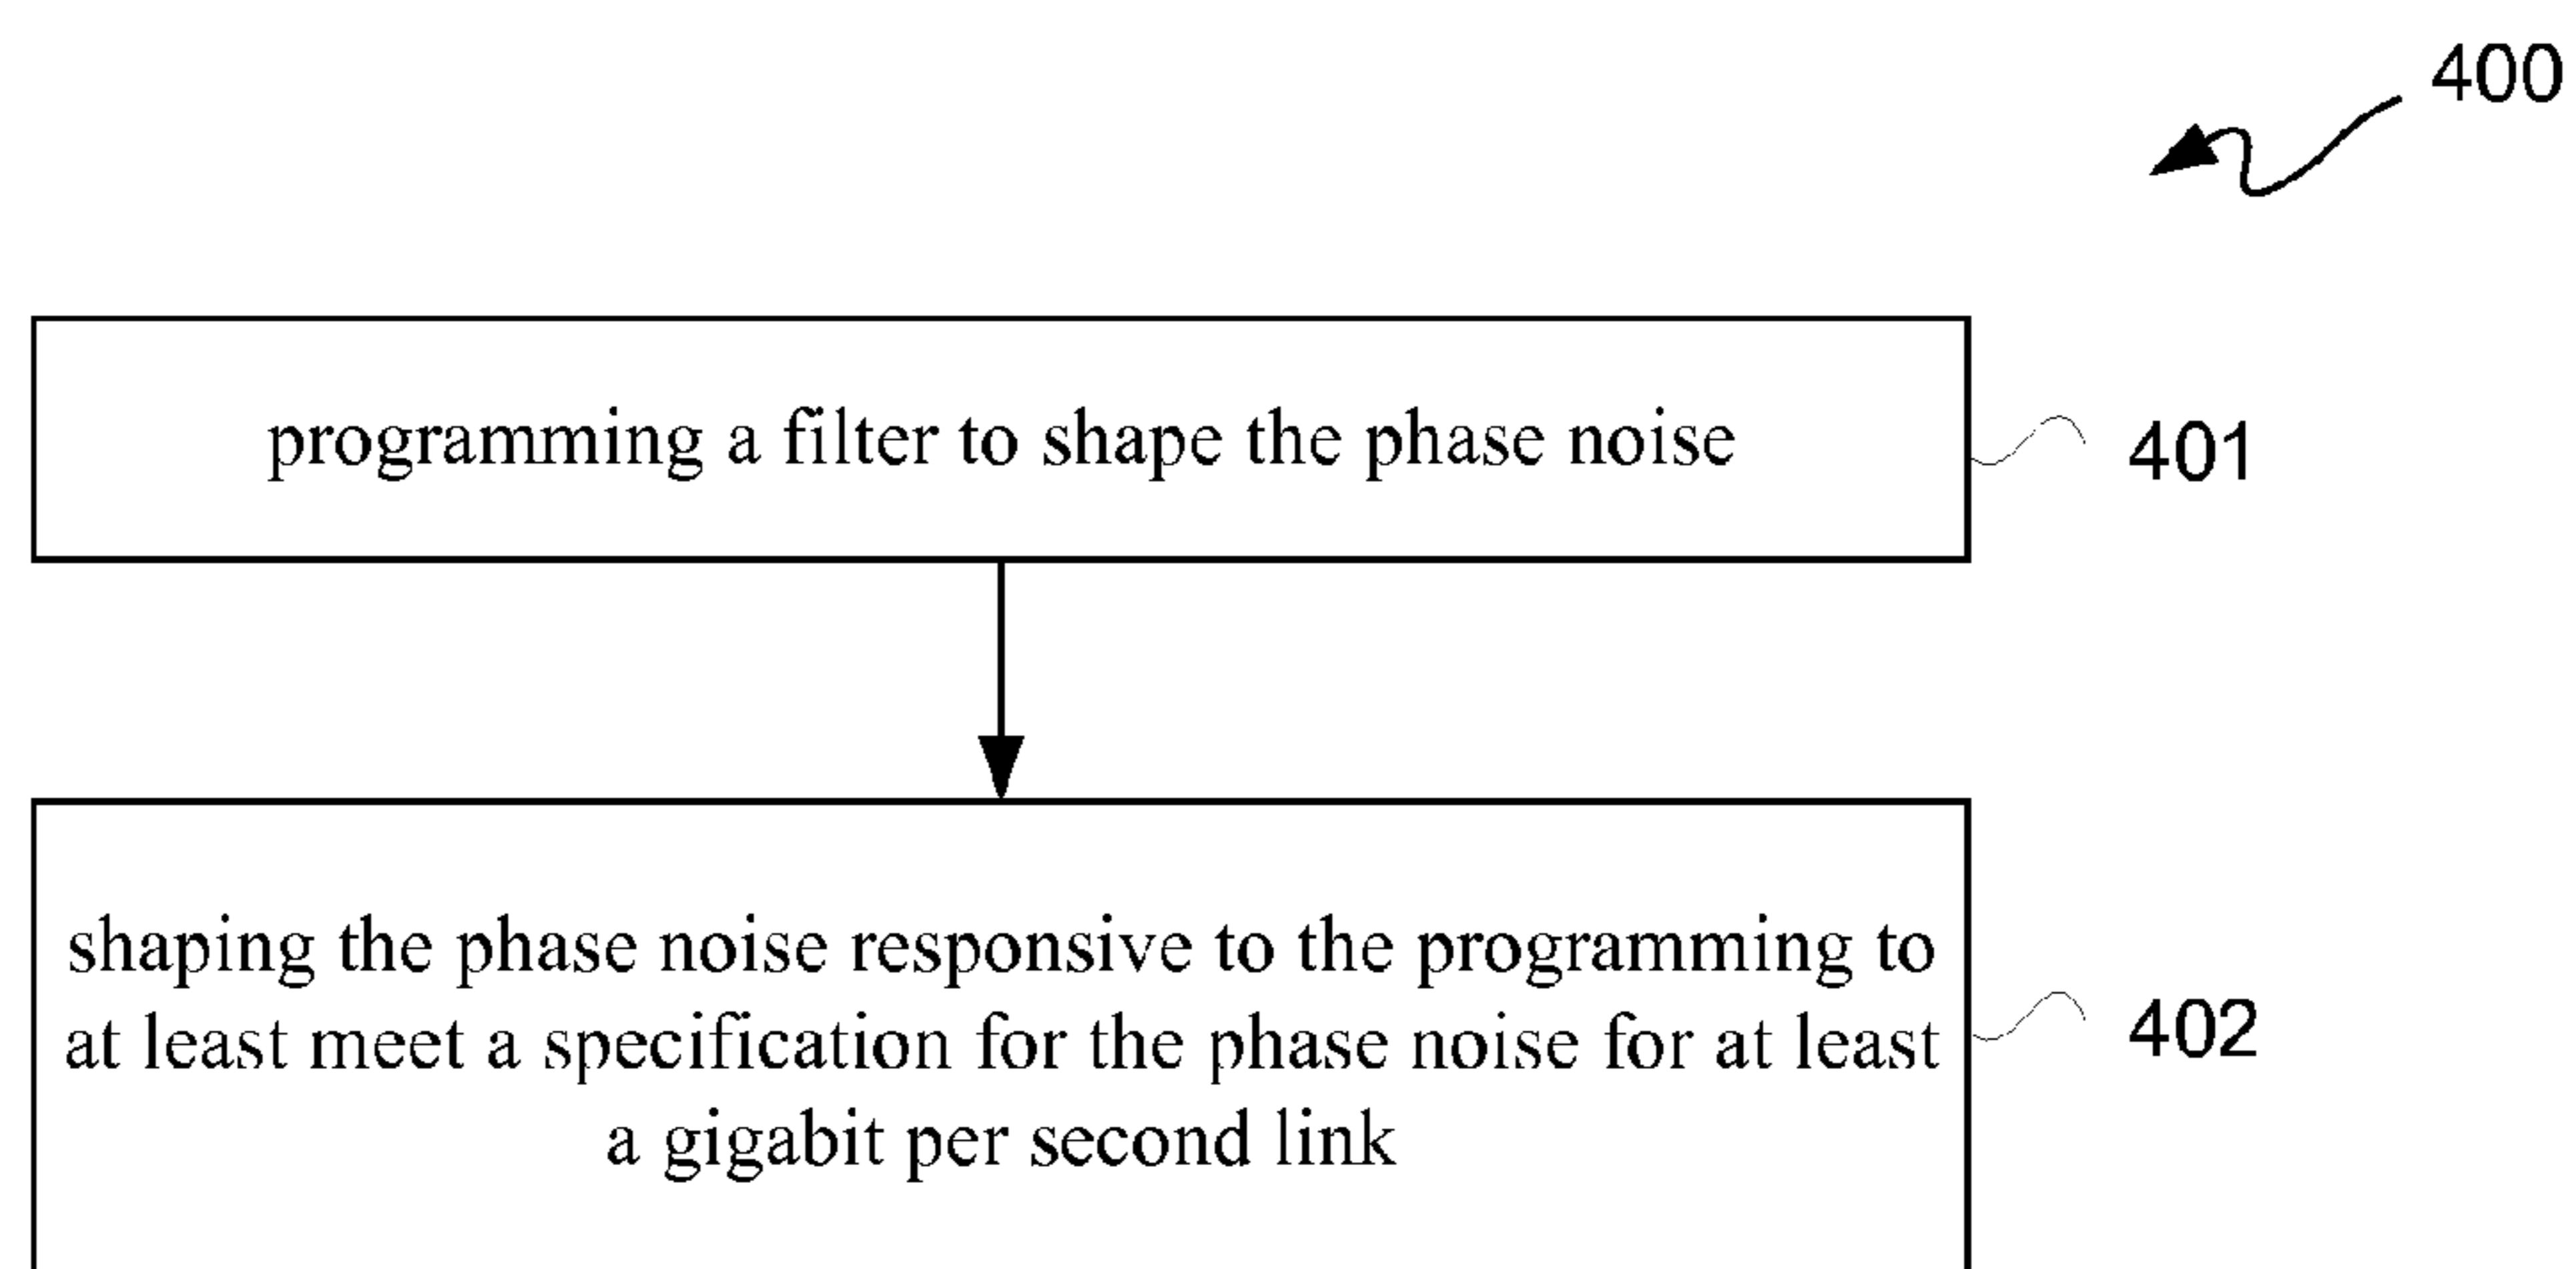 400
programming a filter to shape the phase noise
401
shaping the phase noise responsive to the programming to
at least meet a specification for the phase noise for at least
a gigabit per second link
402